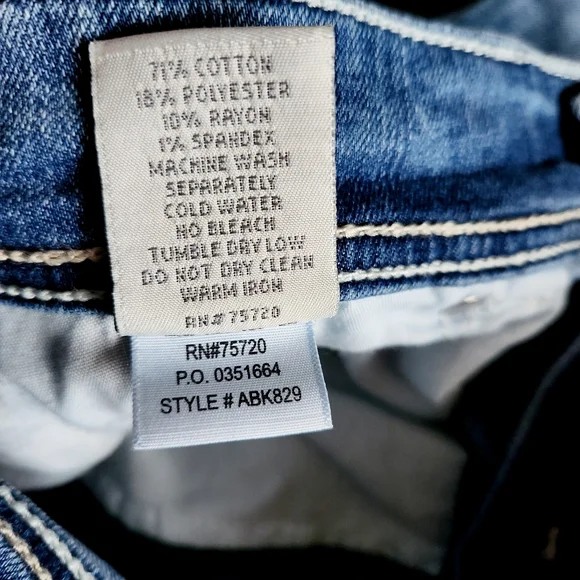 71% COTTON
18% POLYESTER
10% RAYON
1% SPANDEX
MACHINE WASH
SEPARATELY
COLD WATER
NO BLEACH
TUMBLE DRY LOW
DO NOT DRY CLEAN
WARM IRON
RN# 75720
RN#75720
P.O. 0351664
STYLE # ABK829